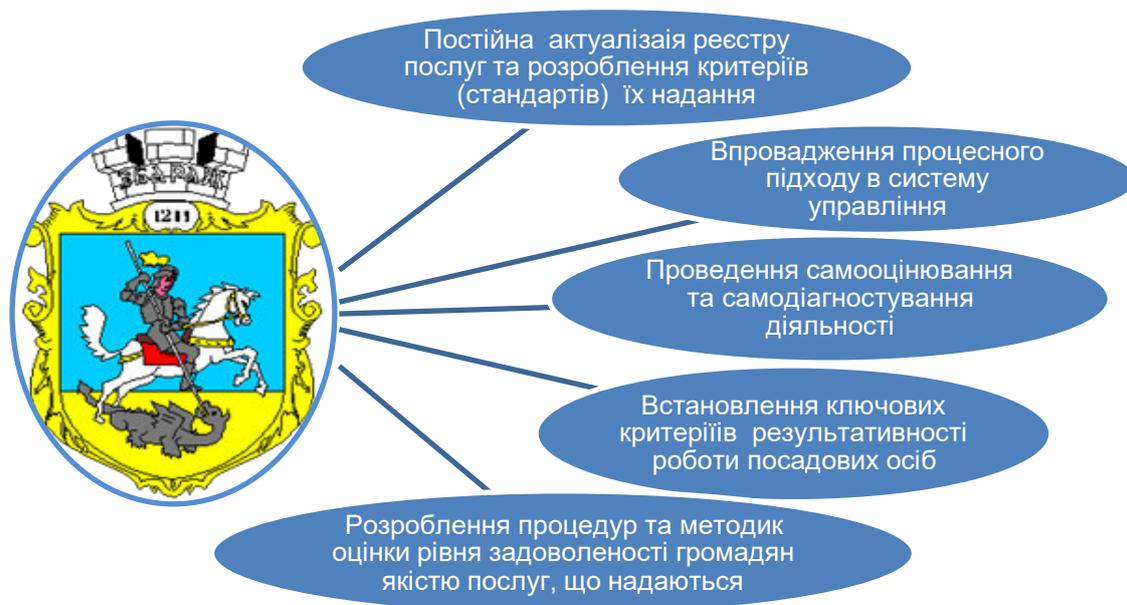 Постійна актуалізаія реєстру
послуг та розроблення критеріїв
(стандартів) їх надання
Впровадження процесного
підходу в систему
управління
Проведення самооцінювання
та самодіагностування
діяльності
Встановлення ключових
критеріїів результативності
роботи посадових осіб
Розроблення процедур та методик
оцінки рівня задоволеності громадян
якістю послуг, що надаються
ЗБАРАЖ
1211